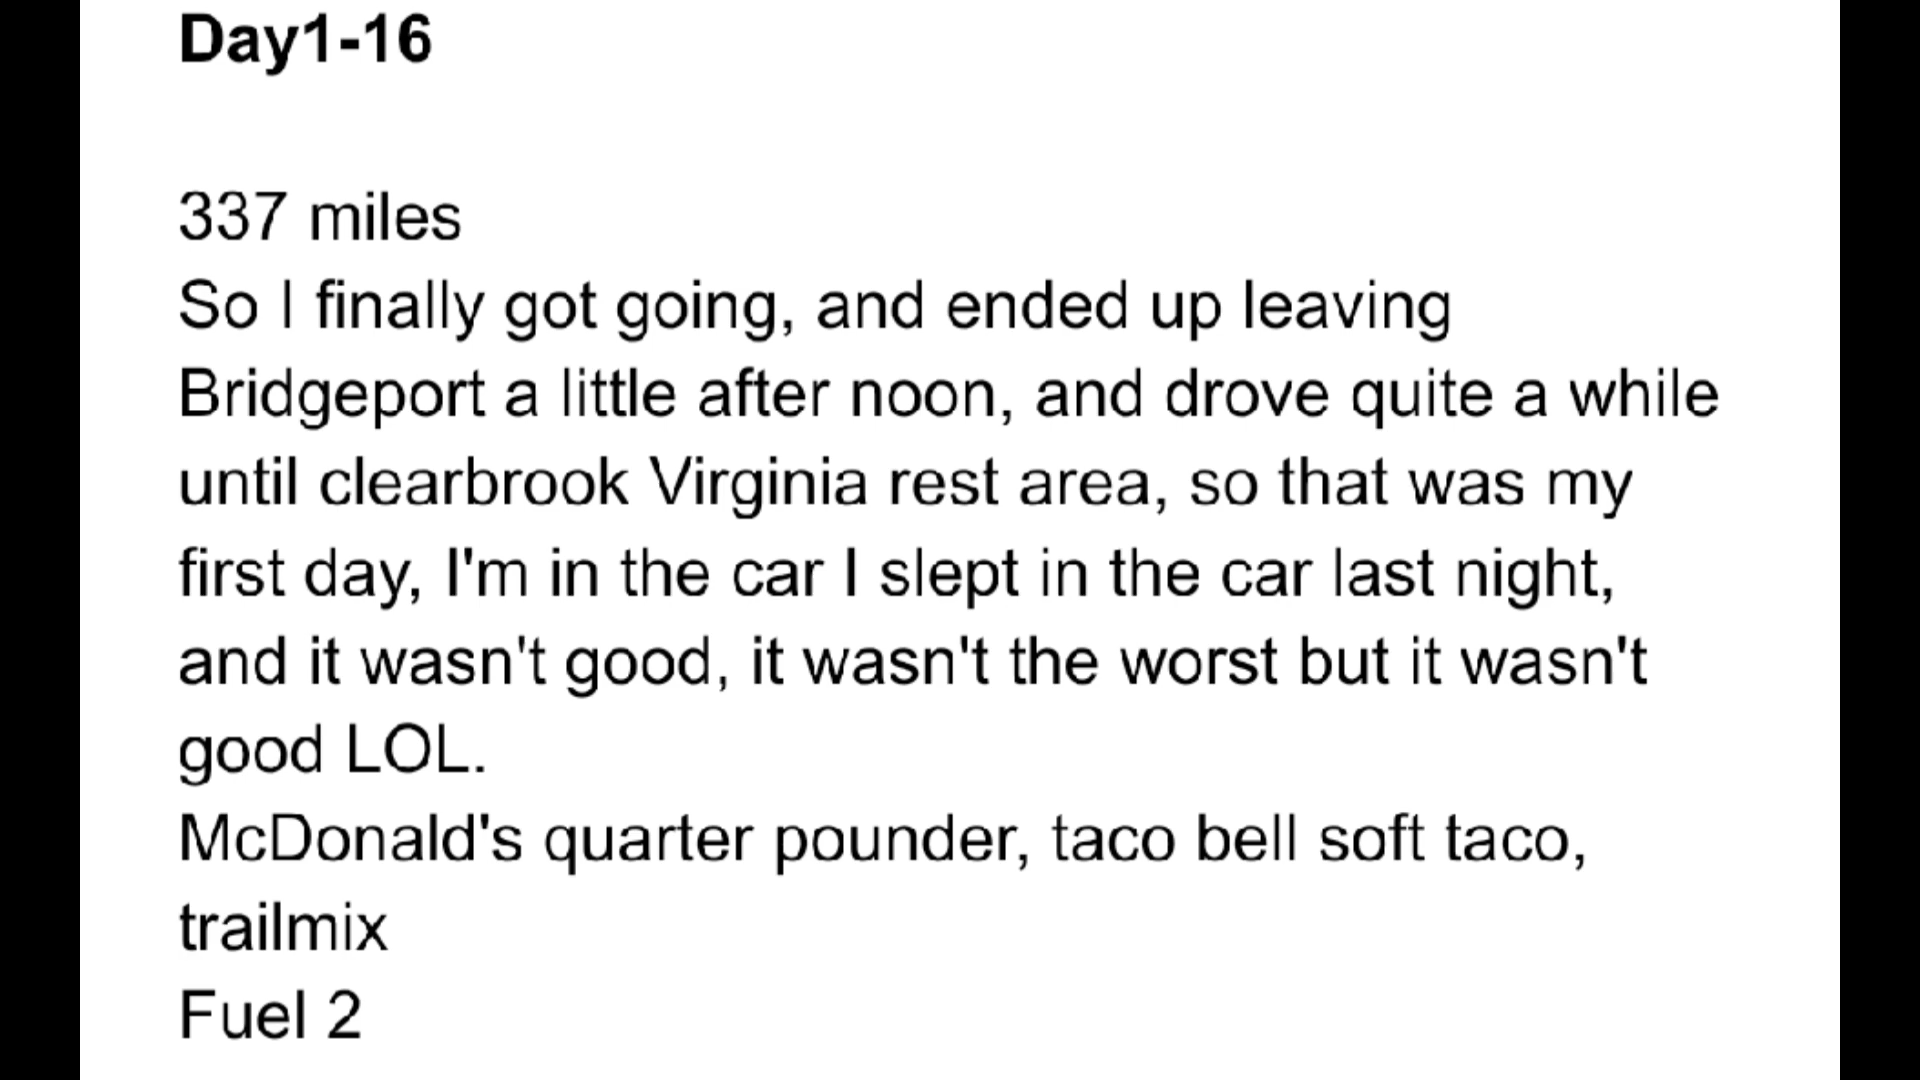 Day1-16
337 miles
So I finally got going, and ended up leaving
Bridgeport a little after noon, and drove quite a while
until clearbrook Virginia rest area, so that was my
first day, I'm in the car I slept in the car last night,
and it wasn't good, it wasn't the worst but it wasn't
good LOL.
McDonald's quarter pounder, taco bell soft taco,
trailmix
Fuel 2